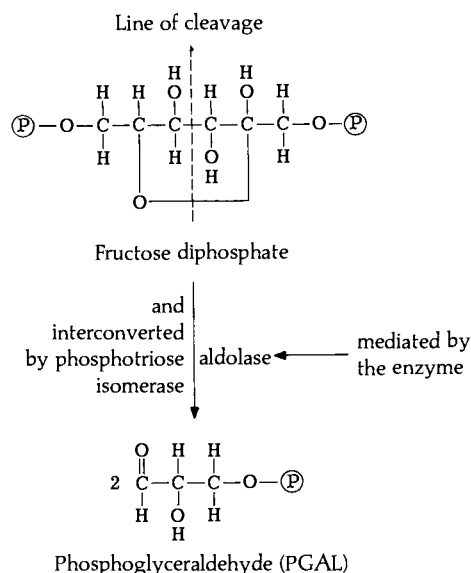 Line of cleavage
H H
H H O H O H
Ⓟ—O—C—C—C—C—C—C—O—Ⓟ
H H O H
H
O
Fructose diphosphate
and
interconverted
by phosphotriose
isomerase
aldolase
mediated by
the enzyme
O H H
2 C—C—C—O—Ⓟ
H O H
H
Phosphoglyceraldehyde (PGAL)